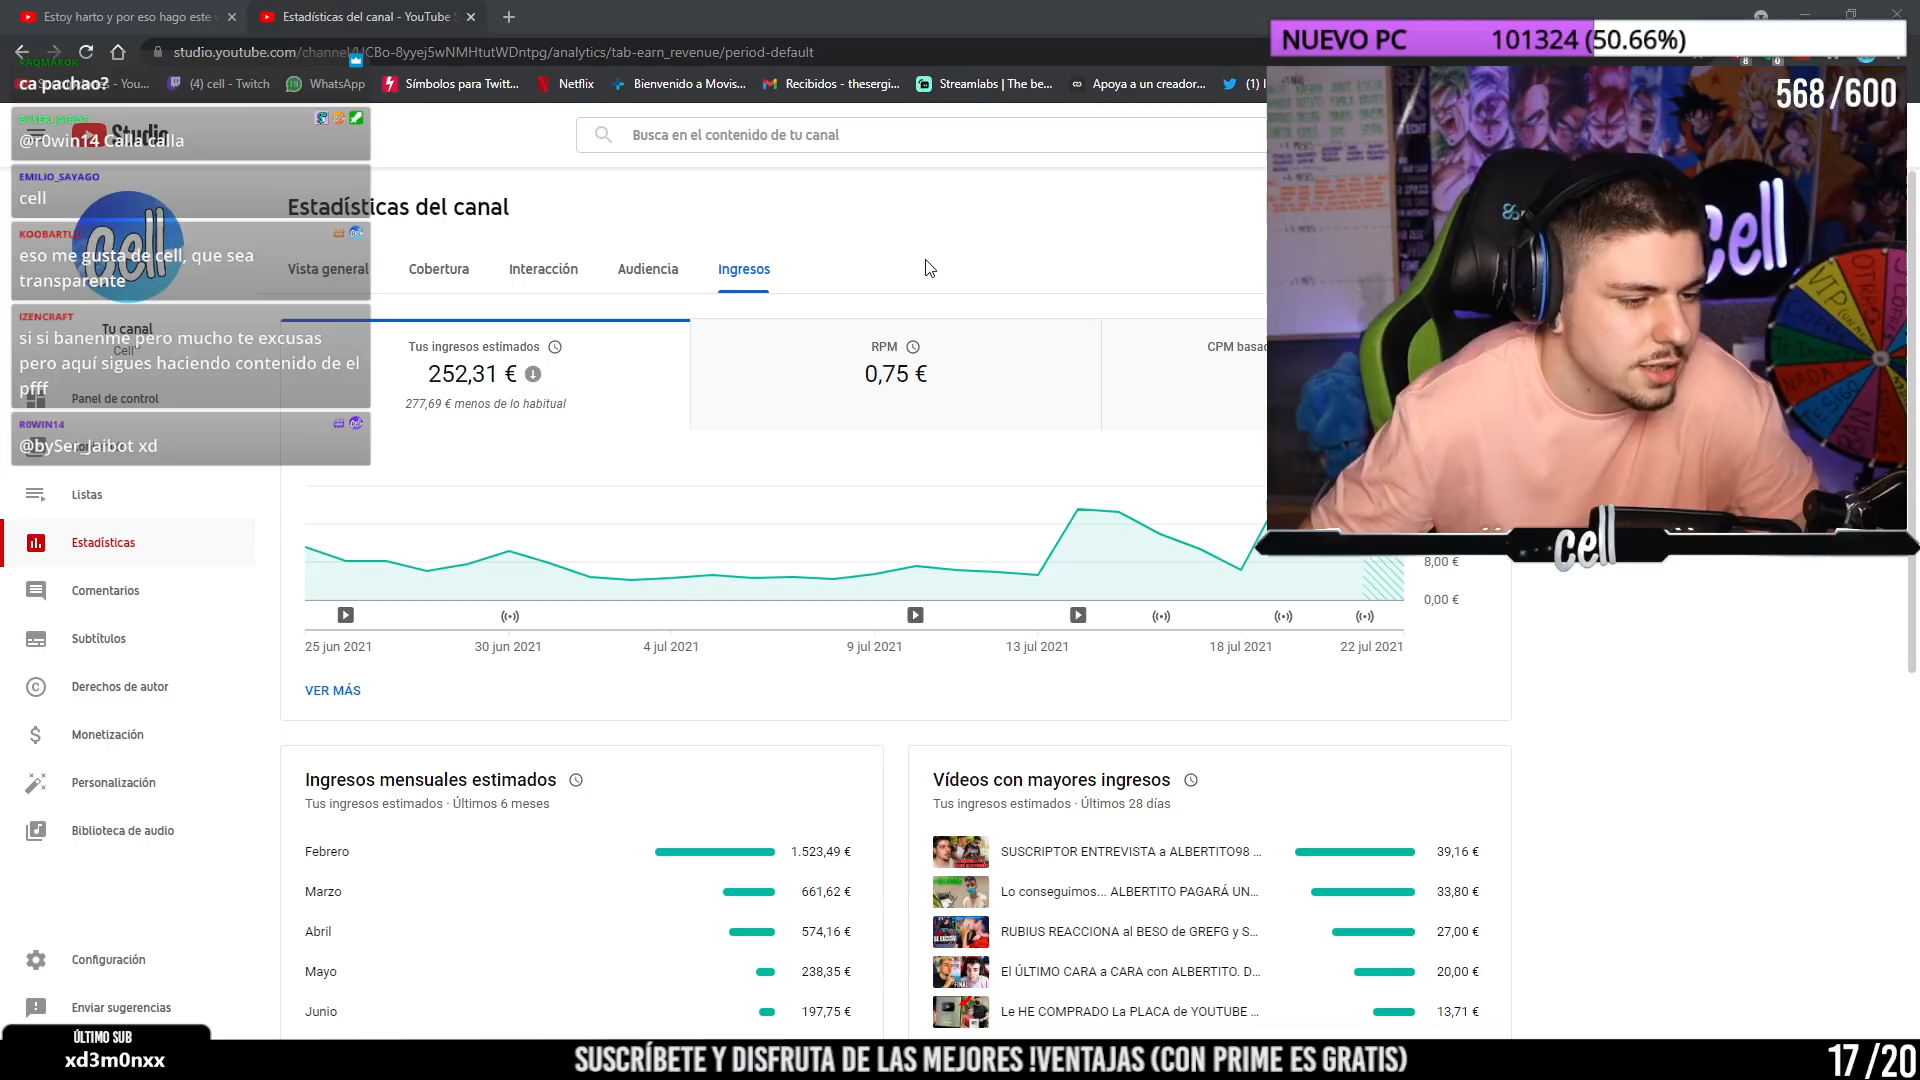 Estoy harto y por eso hago este v
Estadísticas del canal - YouTube S
studio.youtube.com/channel/UCBo-8yyej5wNMHtutWDntpg/analytics/tab-earn_revenue/period-default
(4) cell - Twitch
WhatsApp
Símbolos para Twitt...
Netflix
Bienvenido a Movis...
Recibidos - thesergi...
Streamlabs | The be...
Apoya a un creador...
NUEVO PC 101324 (50.66%)
568/600
RAQMAROK
ca pachao?
BYSER_JAIBOT
@r0win14 Calla calla
Studio
EMILIO_SAYAGO
cell
eso me gusta de cell, que sea
transparente
IZENCRAFT
si si banenme pero mucho te excusas
pero aquí sigues haciendo contenido de el
pfff
R0WIN14
@bySer_Jaibot xd
cell
Tu canal
Cell
Panel de control
Listas
Estadísticas
Comentarios
Subtítulos
Derechos de autor
Monetización
Personalización
Biblioteca de audio
Configuración
Enviar sugerencias
Busca en el contenido de tu canal
Estadísticas del canal
Vista general
Cobertura
Interacción
Audiencia
Ingresos
Tus ingresos estimados
252,31 €
277,69 € menos de lo habitual
RPM
0,75 €
CPM basad
8,00 €
0,00 €
25 jun 2021
30 jun 2021
4 jul 2021
9 jul 2021
13 jul 2021
18 jul 2021
22 jul 2021
VER MÁS
Ingresos mensuales estimados
Tus ingresos estimados · Últimos 6 meses
Febrero 1.523,49 €
Marzo 661,62 €
Abril 574,16 €
Mayo 238,35 €
Junio 197,75 €
Vídeos con mayores ingresos
Tus ingresos estimados · Últimos 28 días
SUSCRIPTOR ENTREVISTA a ALBERTITO98 ... 39,16 €
Lo conseguimos... ALBERTITO PAGARÁ UN... 33,80 €
RUBIUS REACCIONA al BESO de GREFG y S... 27,00 €
El ÚLTIMO CARA a CARA con ALBERTITO. D... 20,00 €
Le HE COMPRADO La PLACA de YOUTUBE ... 13,71 €
cell
cell
VIP
BAN
ÚLTIMO SUB
xd3m0nxx
SUSCRÍBETE Y DISFRUTA DE LAS MEJORES !VENTAJAS (CON PRIME ES GRATIS)
17/20